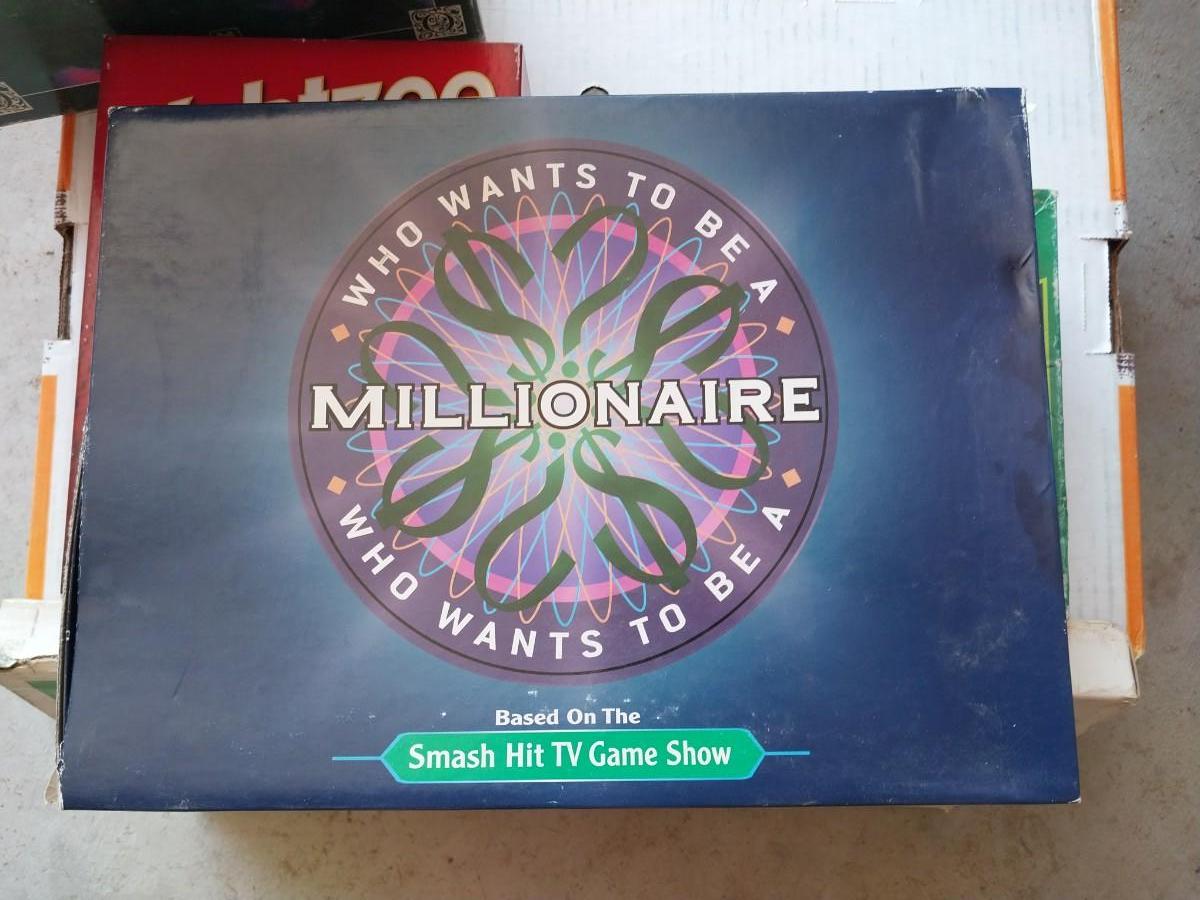 WHO WANTS TO BE A
MILLIONAIRE
WHO WANTS TO BE A
Based On The
Smash Hit TV Game Show